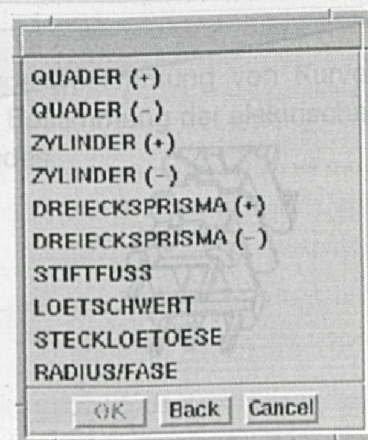 QUADER (+)
QUADER (-)
ZYLINDER (+)
ZYLINDER (-)
DREIECKSPRISMA (+)
DREIECKSPRISMA (-)
STIFTFUSS
LOETSCHWERT
STECKLOETOESE
RADIUS/FASE
OK Back Cancel